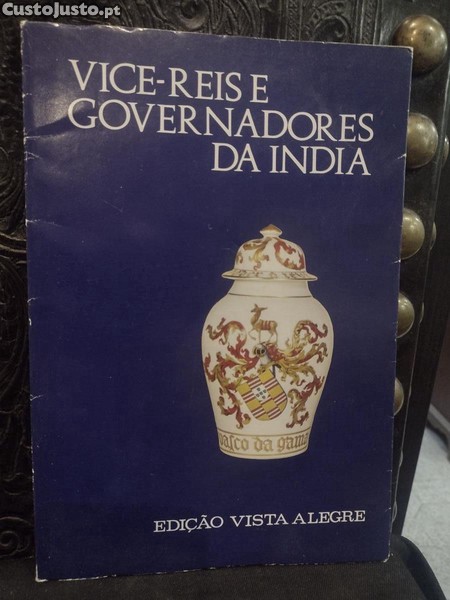 CustoJusto.pt
VICE-REIS E
GOVERNADORES
DA INDIA
vasco da gama
EDIÇÃO VISTA ALEGRE